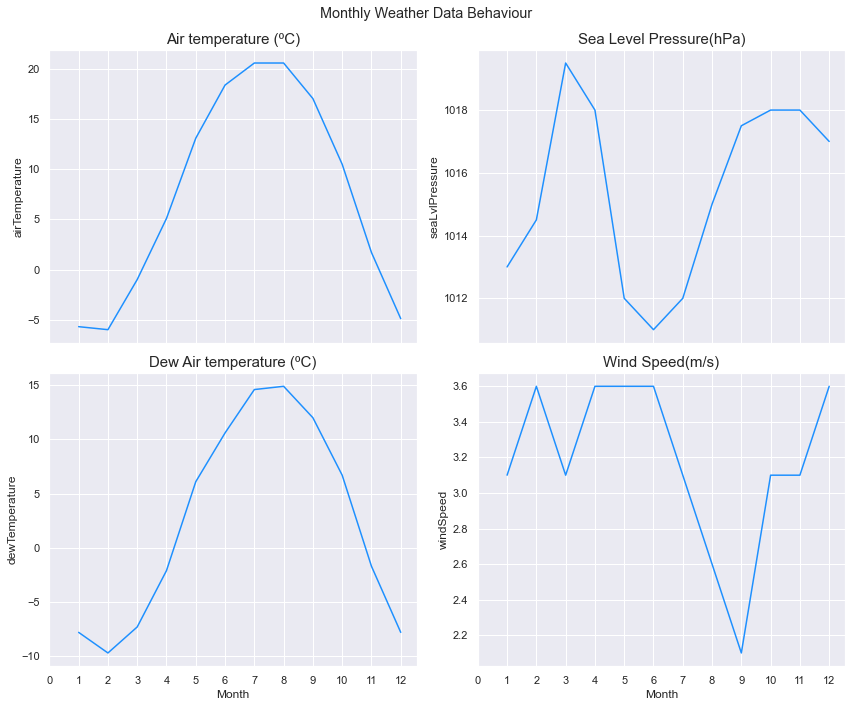 Monthly Weather Data Behaviour
Air temperature (ºC)
airTemperature
20
15
10
5
0
−5
Sea Level Pressure(hPa)
seaLvlPressure
1018
1016
1014
1012
Dew Air temperature (ºC)
dewTemperature
15
10
5
0
−5
−10
0 1 2 3 4 5 6 7 8 9 10 11 12
Month
Wind Speed(m/s)
windSpeed
3.6
3.4
3.2
3.0
2.8
2.6
2.4
2.2
0 1 2 3 4 5 6 7 8 9 10 11 12
Month